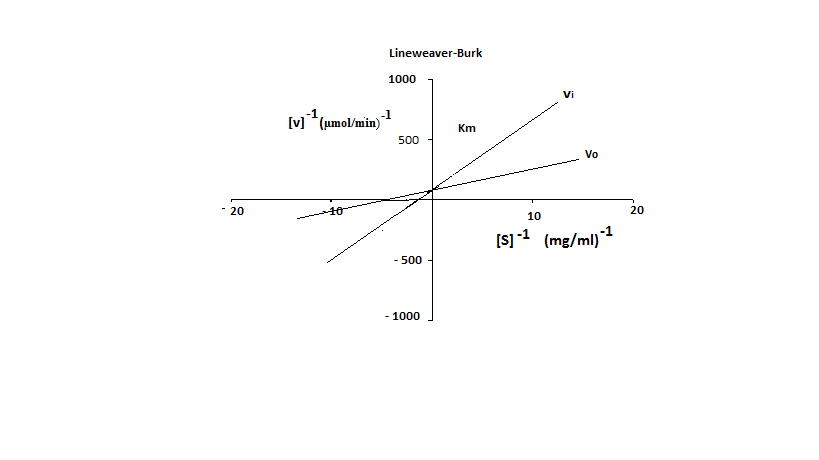 Lineweaver-Burk
1000
Vi
[v]-1(µmol/min)-1
Km
500
Vo
- 20
-10
10
20
[S]-1 (mg/ml)-1
- 500
- 1000